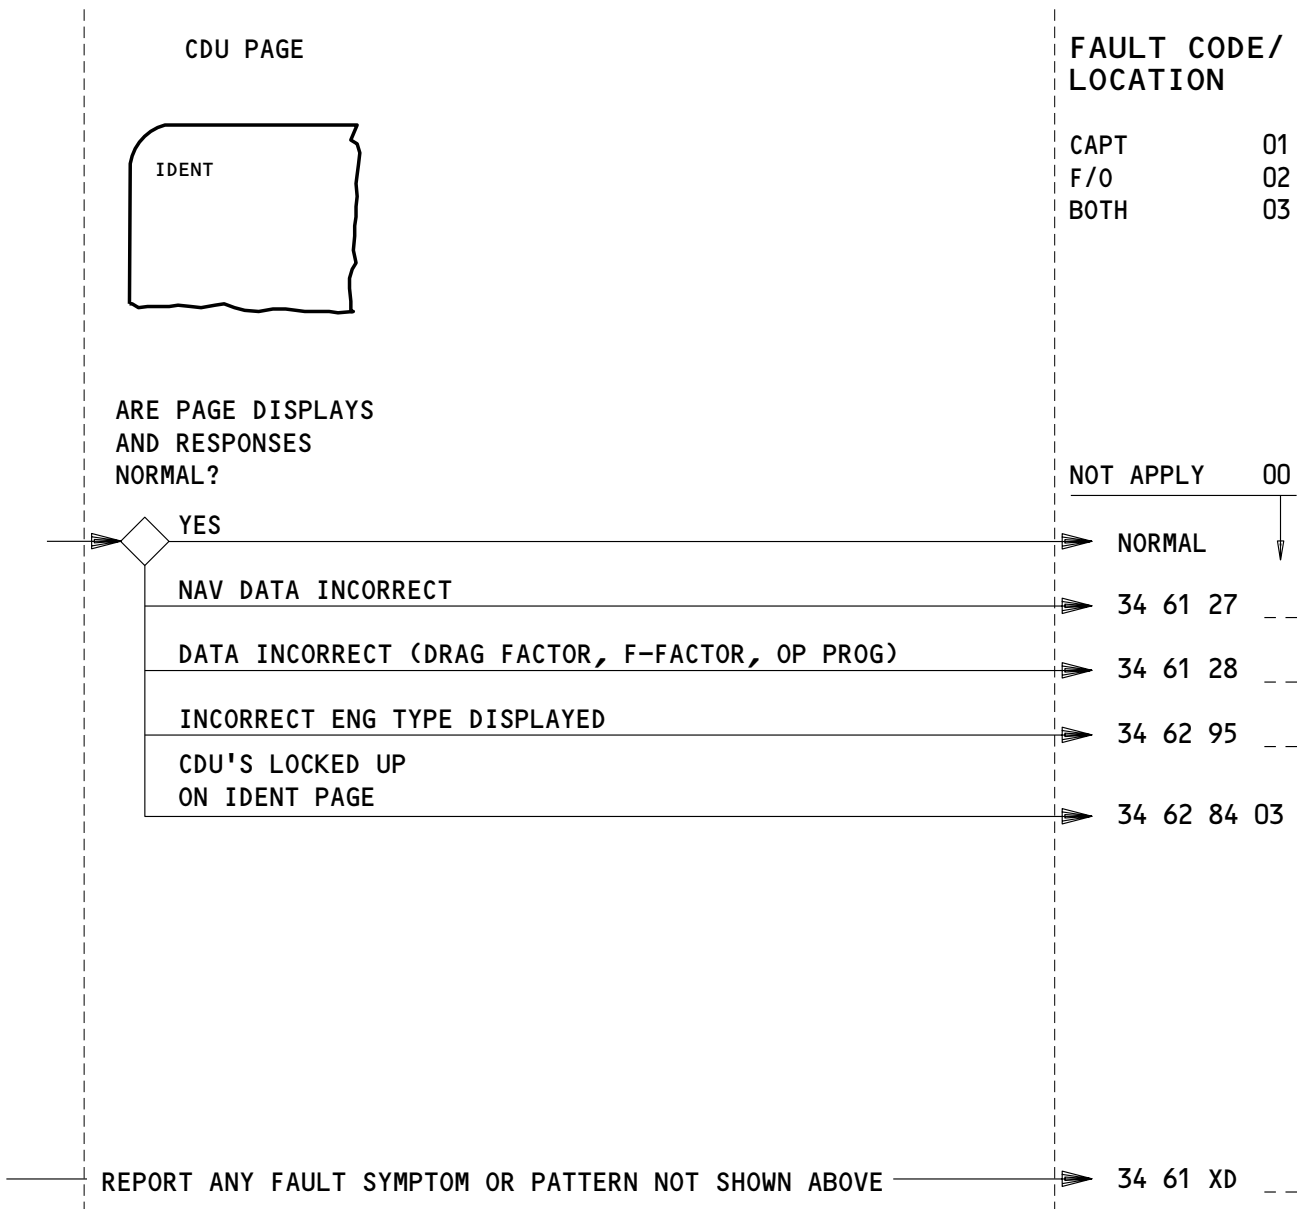 CDU PAGE
FAULT CODE/
LOCATION
CAPT 01
F/O 02
BOTH 03
IDENT
ARE PAGE DISPLAYS
AND RESPONSES
NORMAL?
NOT APPLY 00
YES
NORMAL
NAV DATA INCORRECT
34 61 27 _ _
DATA INCORRECT (DRAG FACTOR, F-FACTOR, OP PROG)
34 61 28 _ _
INCORRECT ENG TYPE DISPLAYED
34 62 95 _ _
CDU'S LOCKED UP
ON IDENT PAGE
34 62 84 03
REPORT ANY FAULT SYMPTOM OR PATTERN NOT SHOWN ABOVE
34 61 XD _ _